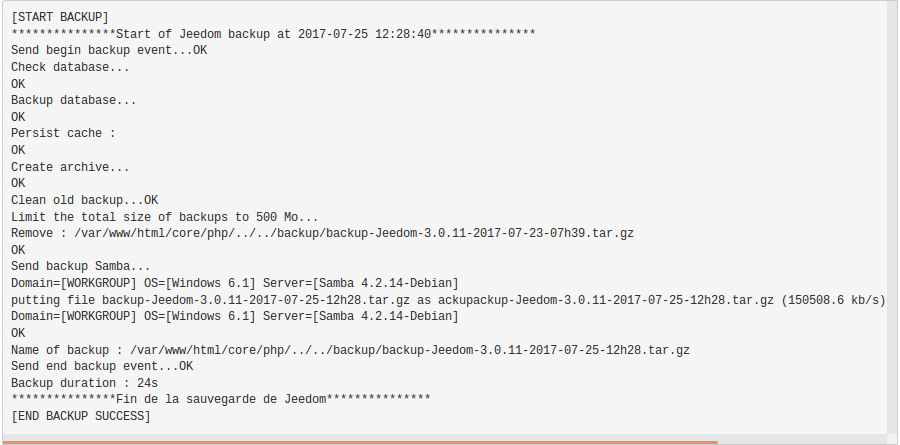 [START BACKUP]
***************Start of Jeedom backup at 2017-07-25 12:28:40***************
Send begin backup event...OK
Check database...
OK
Backup database...
OK
Persist cache :
OK
Create archive...
OK
Clean old backup...OK
Limit the total size of backups to 500 Mo...
Remove : /var/www/html/core/php/../../backup/backup-Jeedom-3.0.11-2017-07-23-07h39.tar.gz
OK
Send backup Samba...
Domain=[WORKGROUP] OS=[Windows 6.1] Server=[Samba 4.2.14-Debian]
putting file backup-Jeedom-3.0.11-2017-07-25-12h28.tar.gz as ackupackup-Jeedom-3.0.11-2017-07-25-12h28.tar.gz (150508.6 kb/s)
Domain=[WORKGROUP] OS=[Windows 6.1] Server=[Samba 4.2.14-Debian]
OK
Name of backup : /var/www/html/core/php/../../backup/backup-Jeedom-3.0.11-2017-07-25-12h28.tar.gz
Send end backup event...OK
Backup duration : 24s
***************Fin de la sauvegarde de Jeedom***************
[END BACKUP SUCCESS]